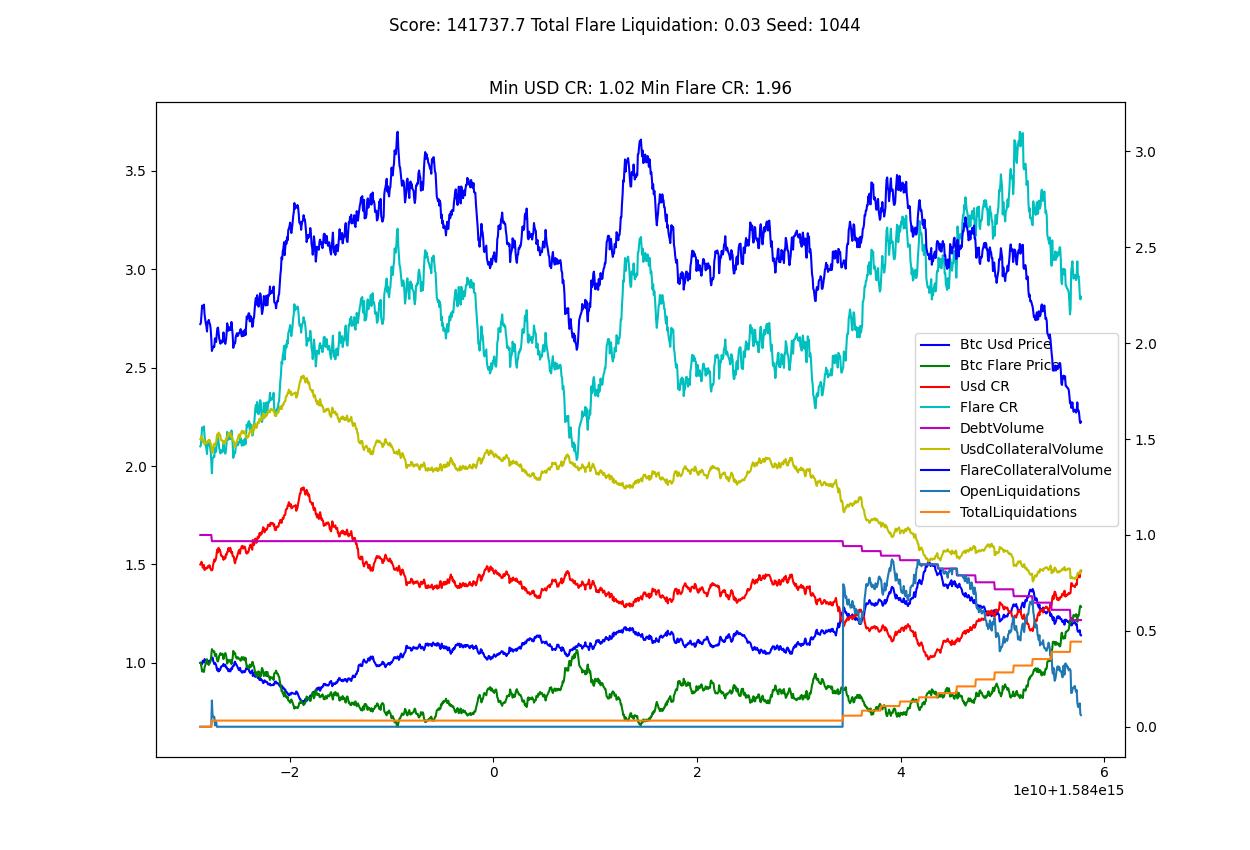 Score: 141737.7 Total Flare Liquidation: 0.03 Seed: 1044
Min USD CR: 1.02 Min Flare CR: 1.96
3.5
3.0
2.5
2.0
1.5
1.0
3.0
2.5
2.0
1.5
1.0
0.5
0.0
Btc Usd Price
Btc Flare Price
Usd CR
Flare CR
DebtVolume
UsdCollateralVolume
FlareCollateralVolume
OpenLiquidations
TotalLiquidations
−2 0 2 4 6
1e10+1.584e15